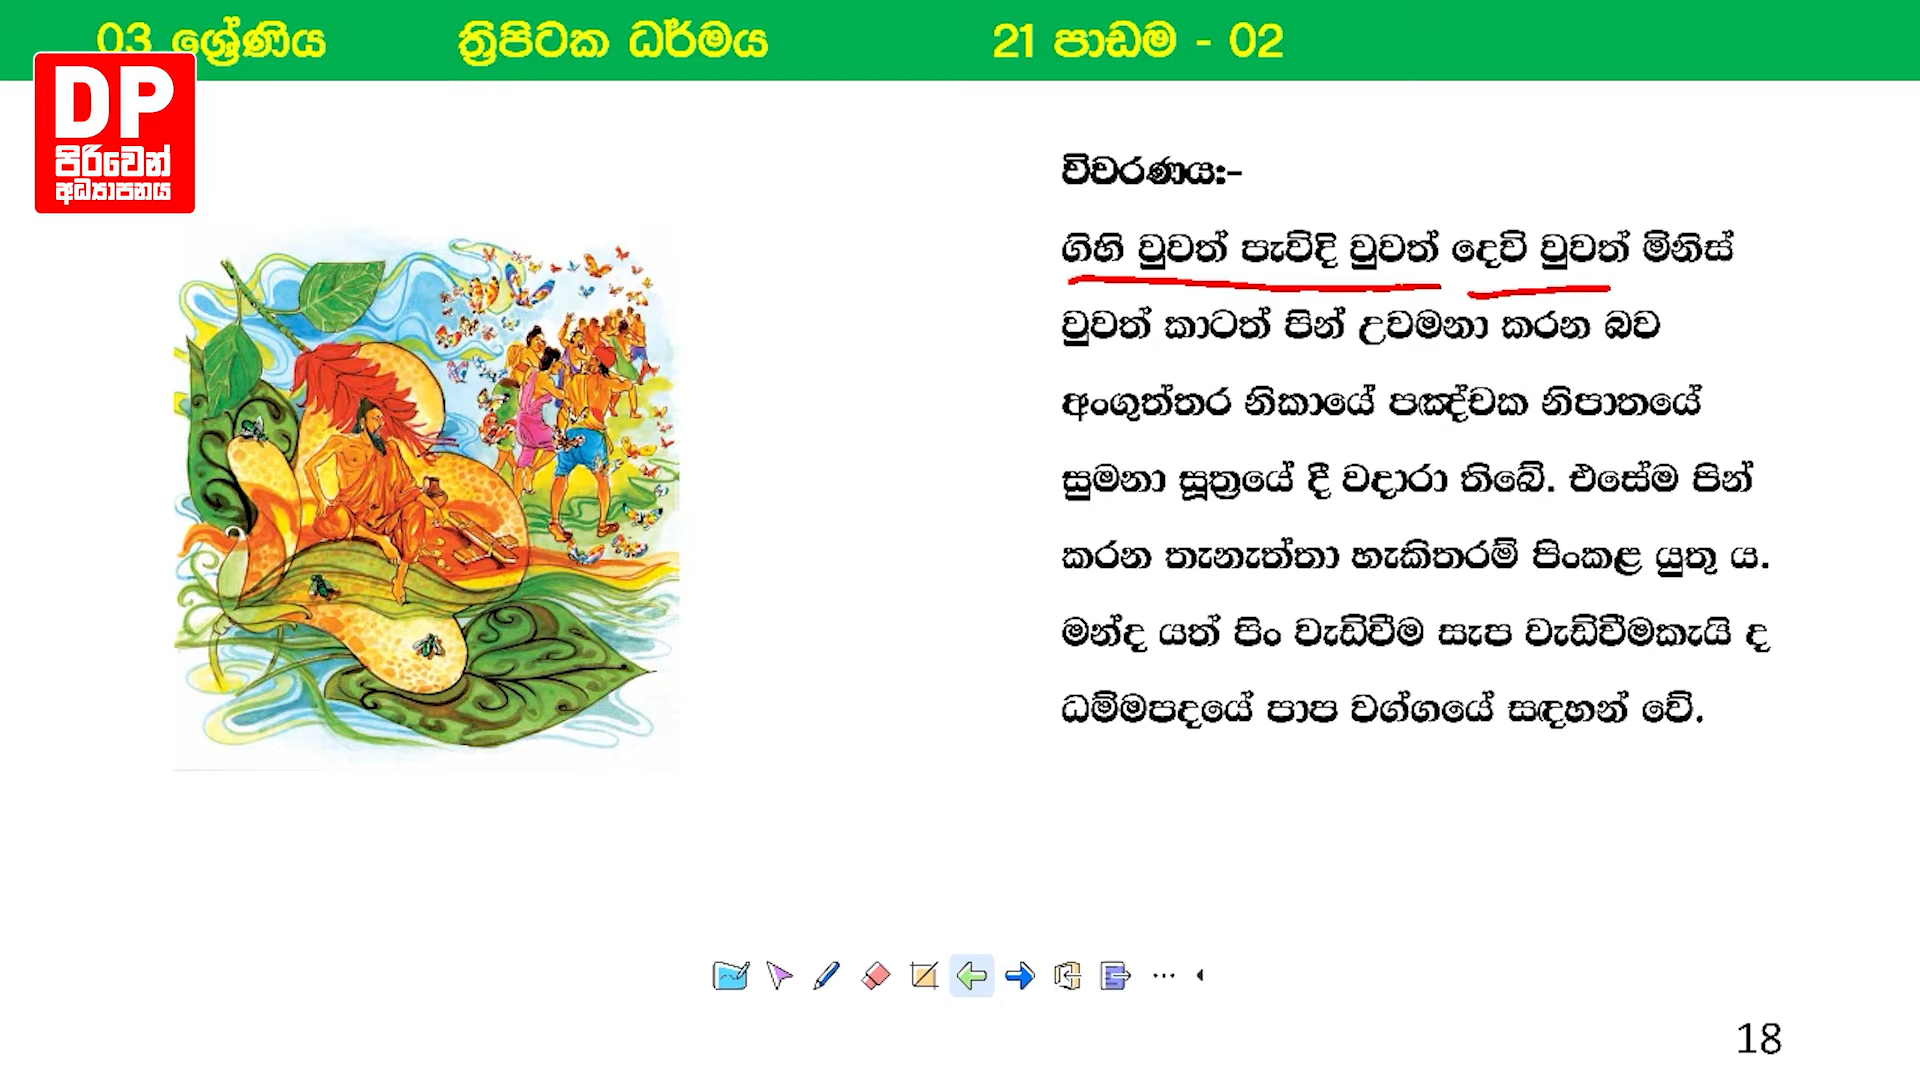 03 ශ්‍රේණිය ත්‍රිපිටක ධර්මය 21 පාඩම - 02
DP
පිරිවෙන්
අධ්‍යාපනය
විවරණය:-
ගිහි වුවත් පැවිදි වුවත් දෙවි වුවත් මිනිස්
වුවත් කාටත් පින් උවමනා කරන බව
අංගුත්තර නිකායේ පඤ්චක නිපාතයේ
සුමනා සූත්‍රයේ දී වදාරා තිබේ. එසේම පින්
කරන තැනැත්තා හැකිතරම් පිංකළ යුතු ය.
මන්ද යත් පිං වැඩිවීම සැප වැඩිවීමකැයි ද
ධම්මපදයේ පාප වග්ගයේ සඳහන් වේ.
18